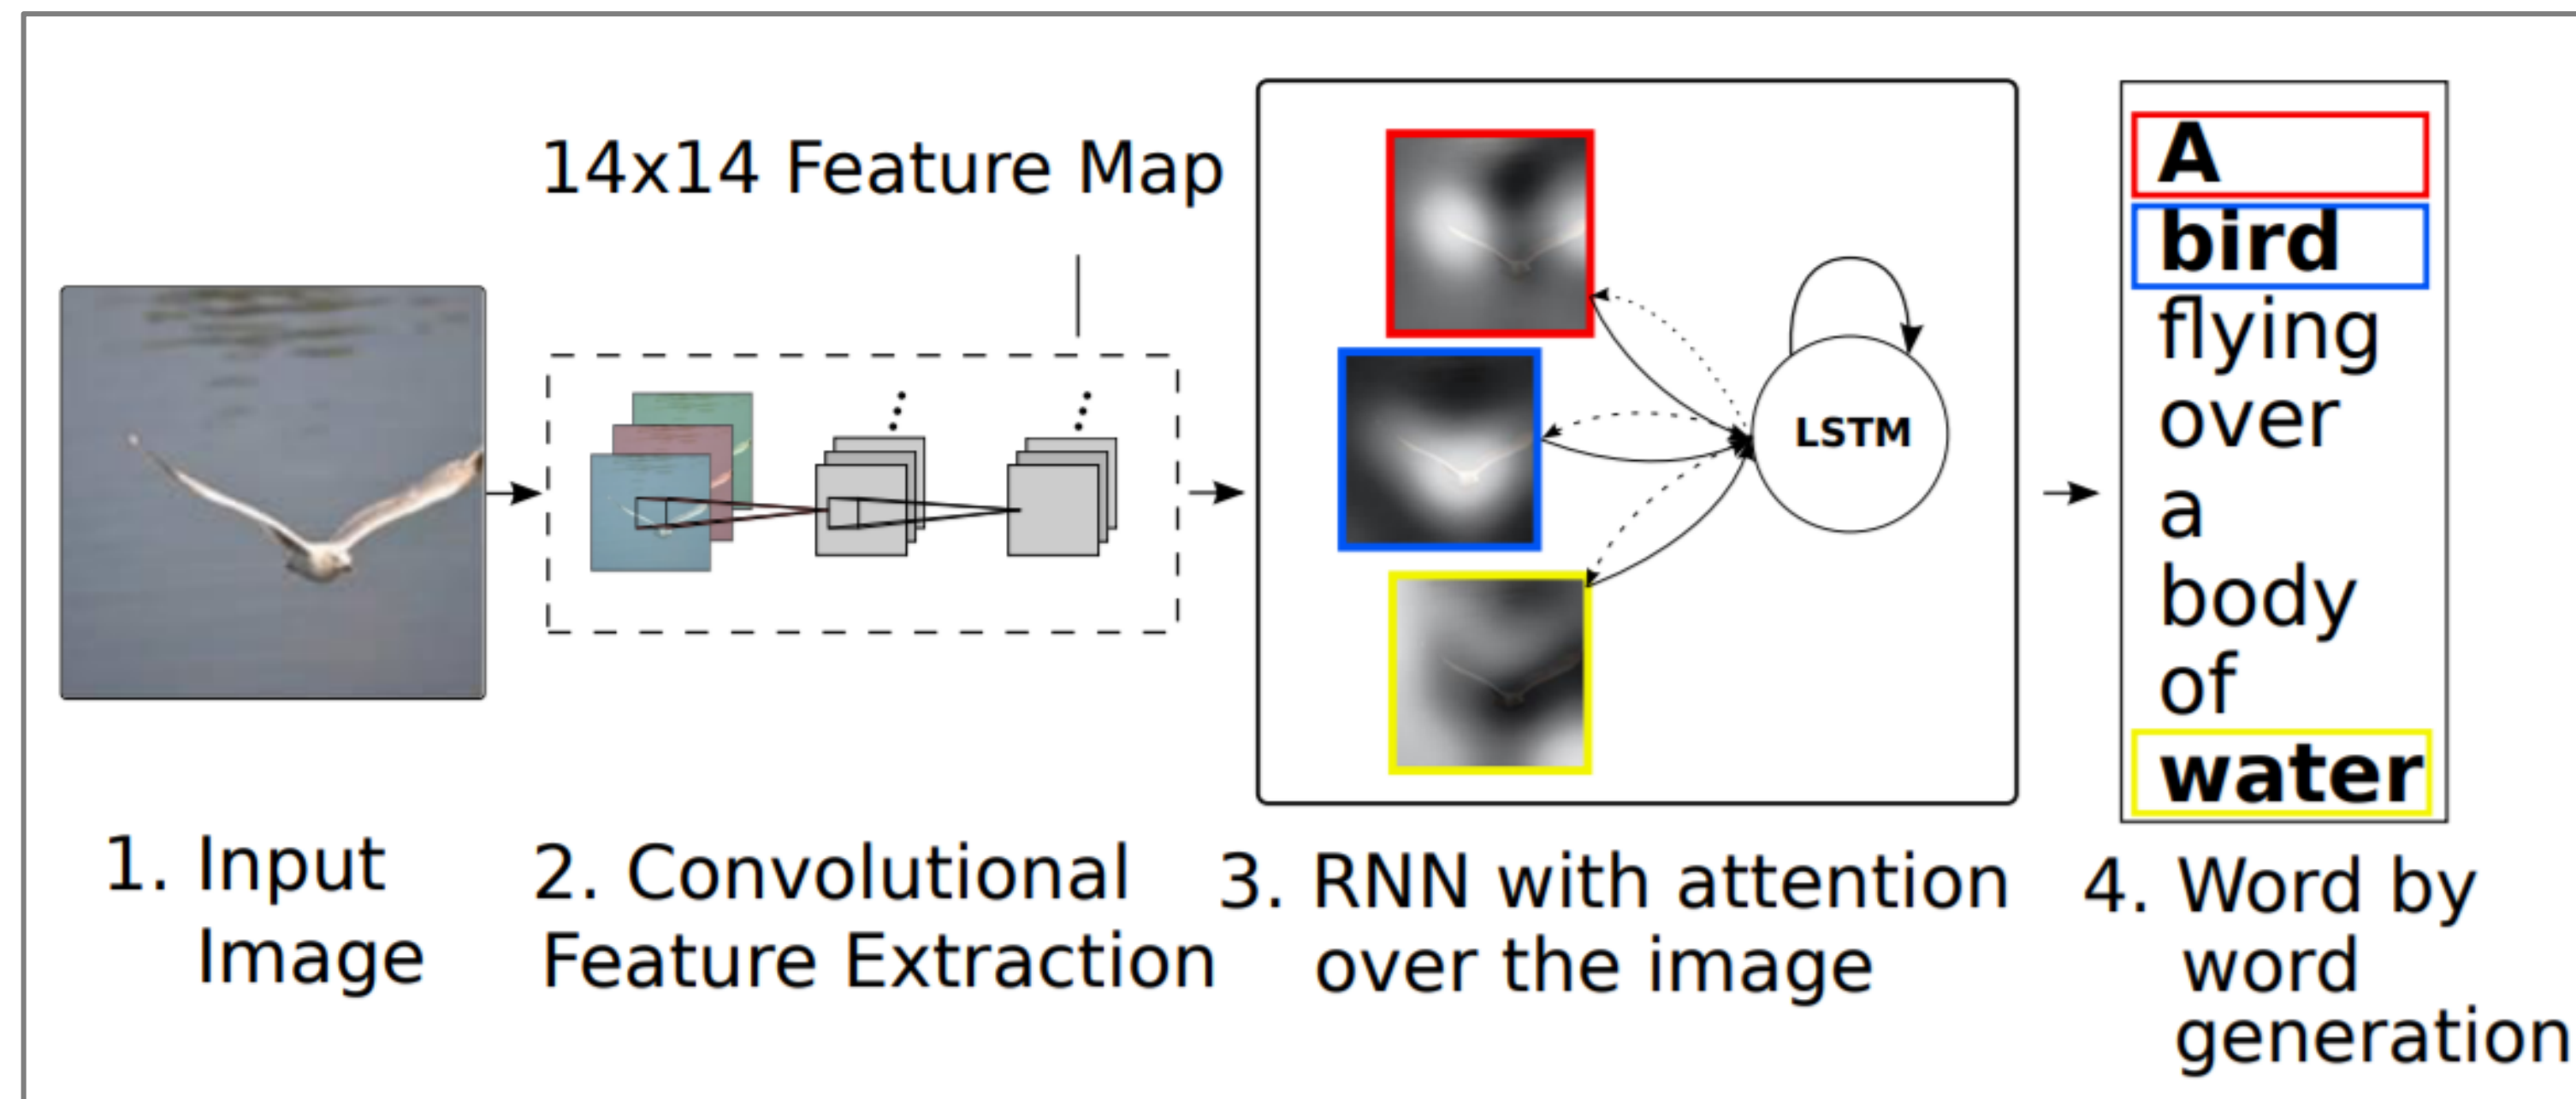 14x14 Feature Map
LSTM
A
bird
flying
over
a
body
of
water
1. Input
Image
2. Convolutional
Feature Extraction
3. RNN with attention
over the image
4. Word by
word
generation